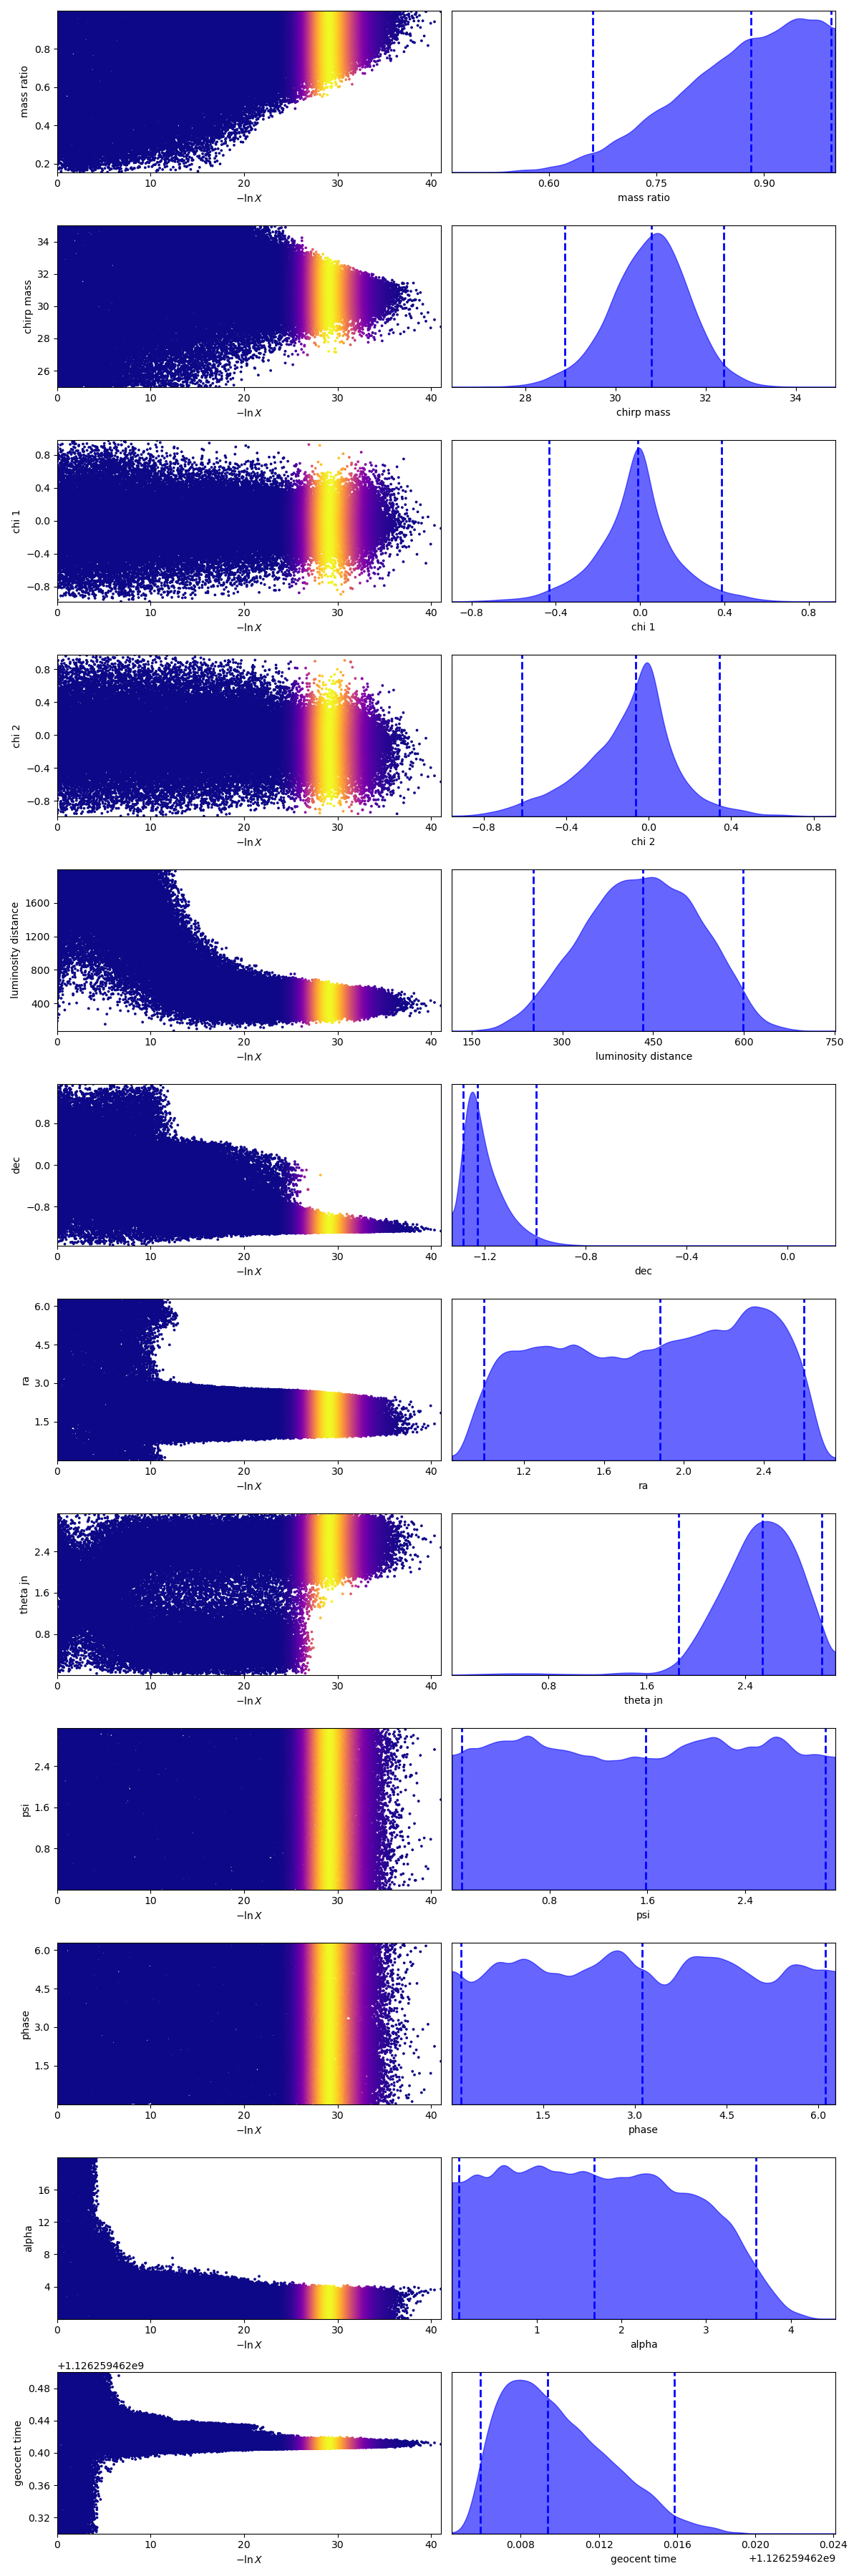 0.8
0.6
0.4
0.2
mass ratio
0 10 20 30 40
−ln X
0.60 0.75 0.90
mass ratio
34
32
30
28
26
chirp mass
0 10 20 30 40
−ln X
28 30 32 34
chirp mass
0.8
0.4
0.0
−0.4
−0.8
chi 1
0 10 20 30 40
−ln X
−0.8 −0.4 0.0 0.4 0.8
chi 1
0.8
0.4
0.0
−0.4
−0.8
chi 2
0 10 20 30 40
−ln X
−0.8 −0.4 0.0 0.4 0.8
chi 2
1600
1200
800
400
luminosity distance
0 10 20 30 40
−ln X
150 300 450 600 750
luminosity distance
0.8
0.0
−0.8
dec
0 10 20 30 40
−ln X
−1.2 −0.8 −0.4 0.0
dec
6.0
4.5
3.0
1.5
ra
0 10 20 30 40
−ln X
1.2 1.6 2.0 2.4
ra
2.4
1.6
0.8
theta jn
0 10 20 30 40
−ln X
0.8 1.6 2.4
theta jn
2.4
1.6
0.8
psi
0 10 20 30 40
−ln X
0.8 1.6 2.4
psi
6.0
4.5
3.0
1.5
phase
0 10 20 30 40
−ln X
1.5 3.0 4.5 6.0
phase
16
12
8
4
alpha
0 10 20 30 40
−ln X
1 2 3 4
alpha
+1.126259462e9
0.48
0.44
0.40
0.36
0.32
geocent time
0 10 20 30 40
−ln X
0.008 0.012 0.016 0.020 0.024
geocent time
+1.126259462e9